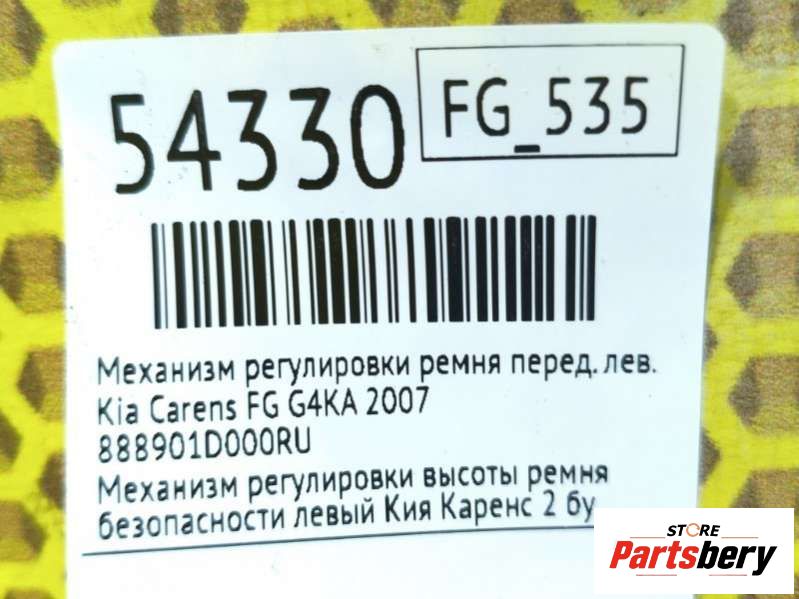 54330
FG_535
Механизм регулировки ремня перед. лев.
Kia Carens FG G4KA 2007
888901D000RU
Механизм регулировки высоты ремня
безопасности левый Кия Каренс 2 бу
STORE
Partsbery